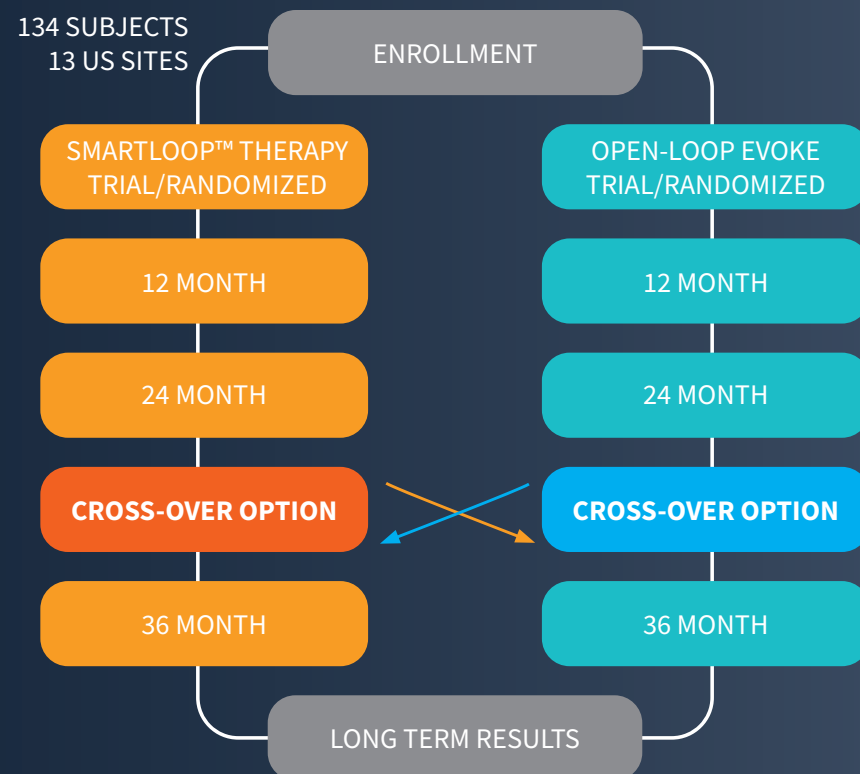 134 SUBJECTS
13 US SITES
ENROLLMENT
SMARTLOOP™ THERAPY
TRIAL/RANDOMIZED
OPEN-LOOP EVOKE
TRIAL/RANDOMIZED
12 MONTH
12 MONTH
24 MONTH
24 MONTH
CROSS-OVER OPTION
CROSS-OVER OPTION
36 MONTH
36 MONTH
LONG TERM RESULTS